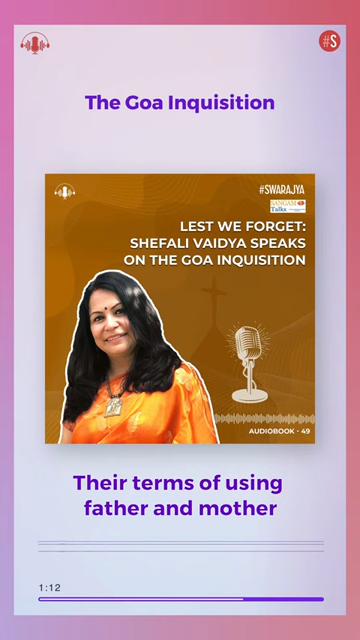 #S
The Goa Inquisition
#SWARAJYA
SANGAM
Talks
LEST WE FORGET:
SHEFALI VAIDYA SPEAKS
ON THE GOA INQUISITION
AUDIOBOOK - 49
Their terms of using
father and mother
1:12